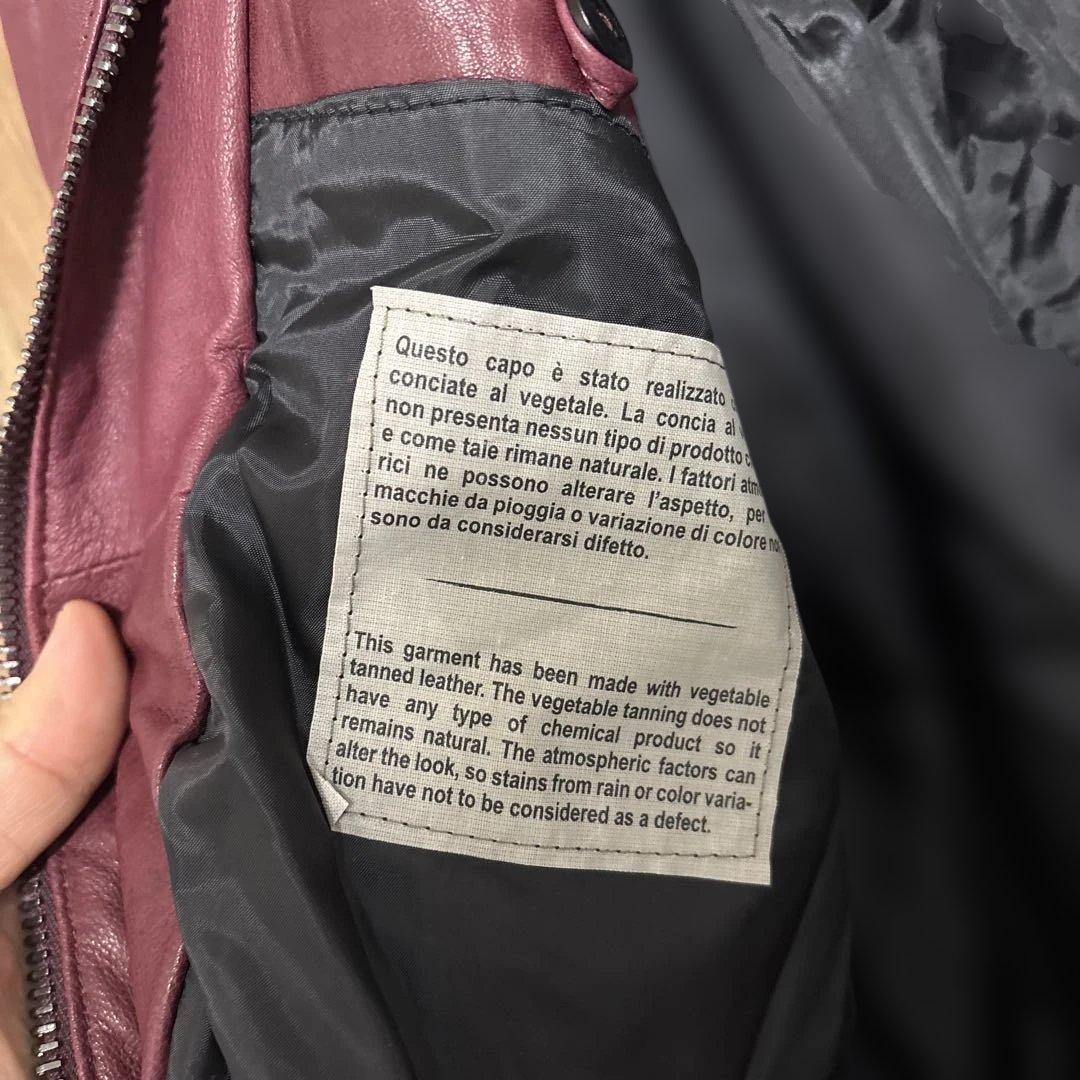 Questo capo è stato realizzato
conciate al vegetale. La concia al
non presenta nessun tipo di prodotto
e come tale rimane naturale. I fattori
rici ne possono alterare l'aspetto, per
macchie da pioggia o variazione di colore
sono da considerarsi difetto.
This garment has been made with vegetable
tanned leather. The vegetable tanning does not
have any type of chemical product so it
remains natural. The atmospheric factors can
alter the look, so stains from rain or color varia-
tion have not to be considered as a defect.